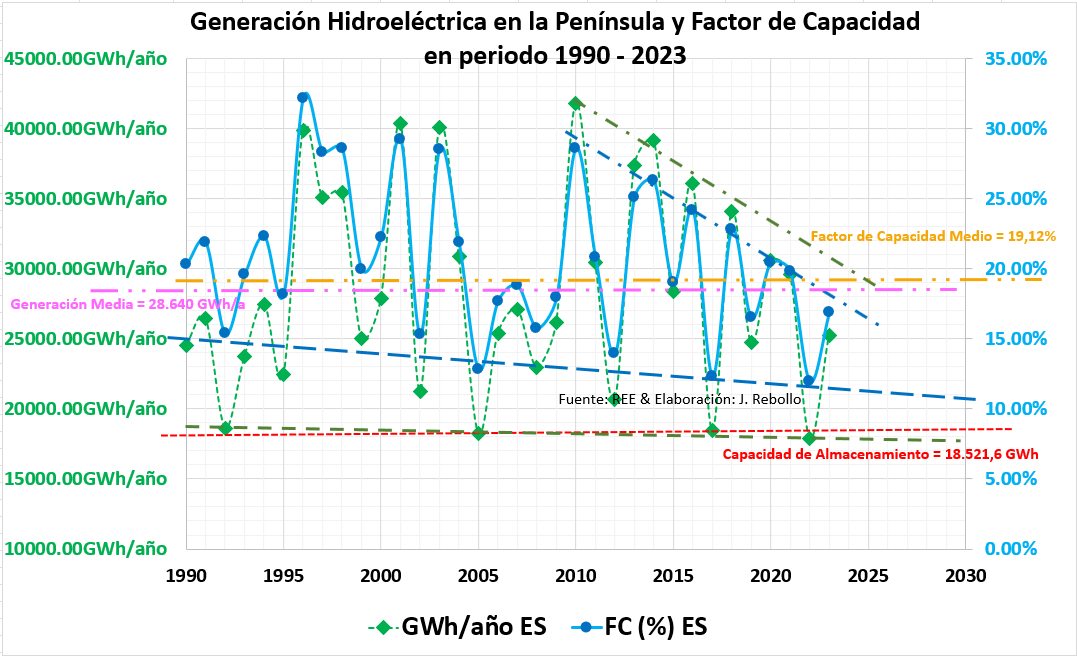 Generación Hidroeléctrica en la Península y Factor de Capacidad
en periodo 1990 - 2023
45000.00GWh/año
40000.00GWh/año
35000.00GWh/año
30000.00GWh/año
25000.00GWh/año
20000.00GWh/año
15000.00GWh/año
10000.00GWh/año
35.00%
30.00%
25.00%
20.00%
15.00%
10.00%
5.00%
0.00%
Factor de Capacidad Medio = 19,12%
Generación Media = 28.640 GWh/a
Fuente: REE & Elaboración: J. Rebollo
Capacidad de Almacenamiento = 18.521,6 GWh
1990 1995 2000 2005 2010 2015 2020 2025 2030
GWh/año ES FC (%) ES